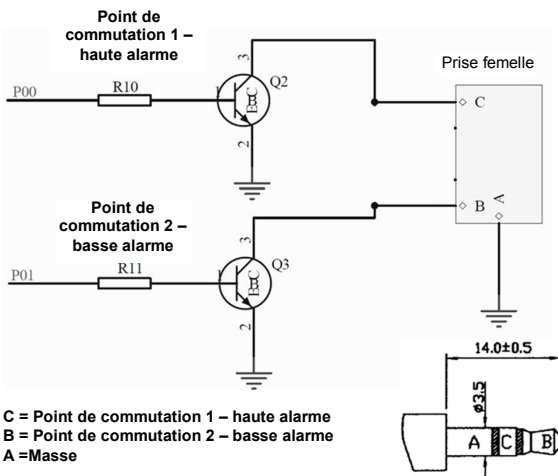 Point de
commutation 1 –
haute alarme
Prise femelle
3
P00
R10
1
C
B
E
Q2
2
C
Point de
commutation 2 –
basse alarme
B
A
3
P01
R11
1
C
B
E
Q3
2
14.0±0.5
ø3.5
A
C
B
C = Point de commutation 1 – haute alarme
B = Point de commutation 2 – basse alarme
A =Masse